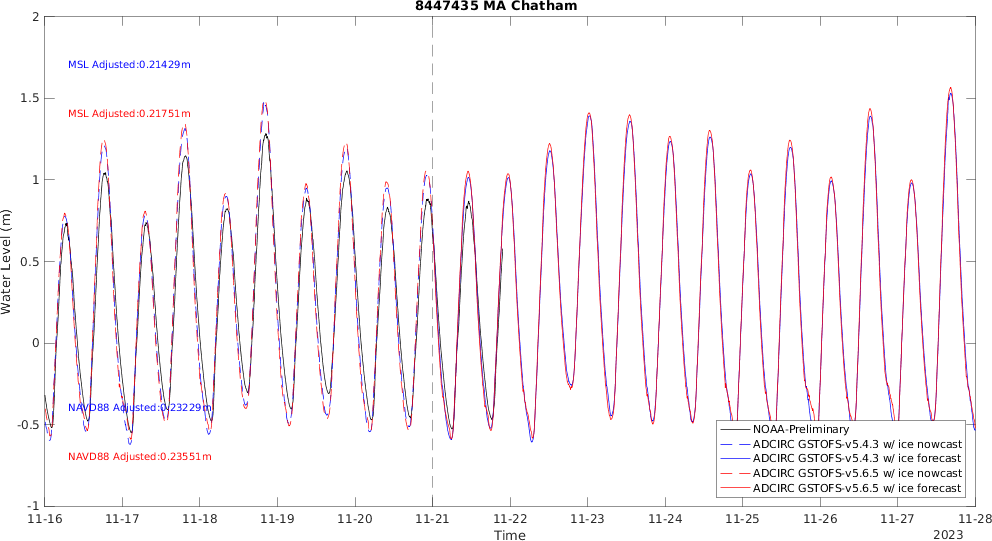 8447435 MA Chatham
2
1.5
1
0.5
0
-0.5
-1
Water Level (m)
MSL Adjusted:0.21429m
MSL Adjusted:0.21751m
NAVD88 Adjusted:0.23229m
NAVD88 Adjusted:0.23551m
NOAA-Preliminary
ADCIRC GSTOFS-v5.4.3 w/ ice nowcast
ADCIRC GSTOFS-v5.4.3 w/ ice forecast
ADCIRC GSTOFS-v5.6.5 w/ ice nowcast
ADCIRC GSTOFS-v5.6.5 w/ ice forecast
11-16 11-17 11-18 11-19 11-20 11-21 11-22 11-23 11-24 11-25 11-26 11-27 11-28
Time
2023